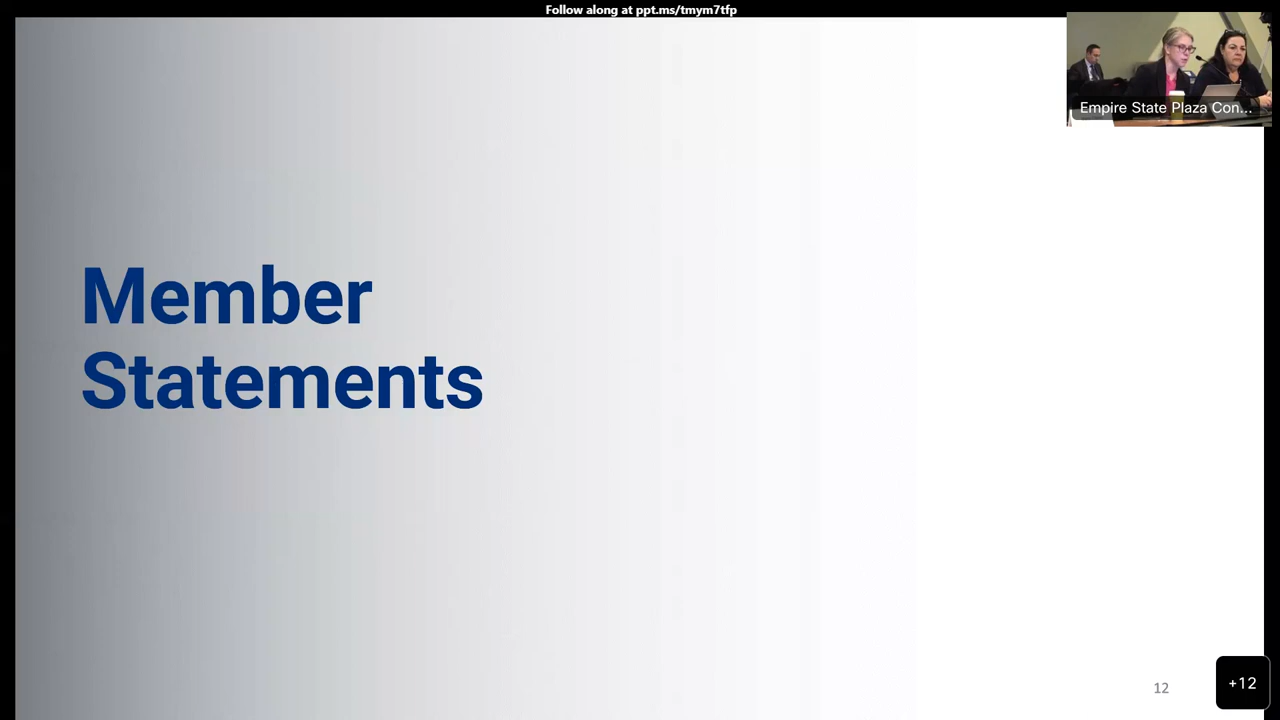 Follow along at ppt.ms/tmym7tfp
Empire State Plaza Con...
Member
Statements
12
+12